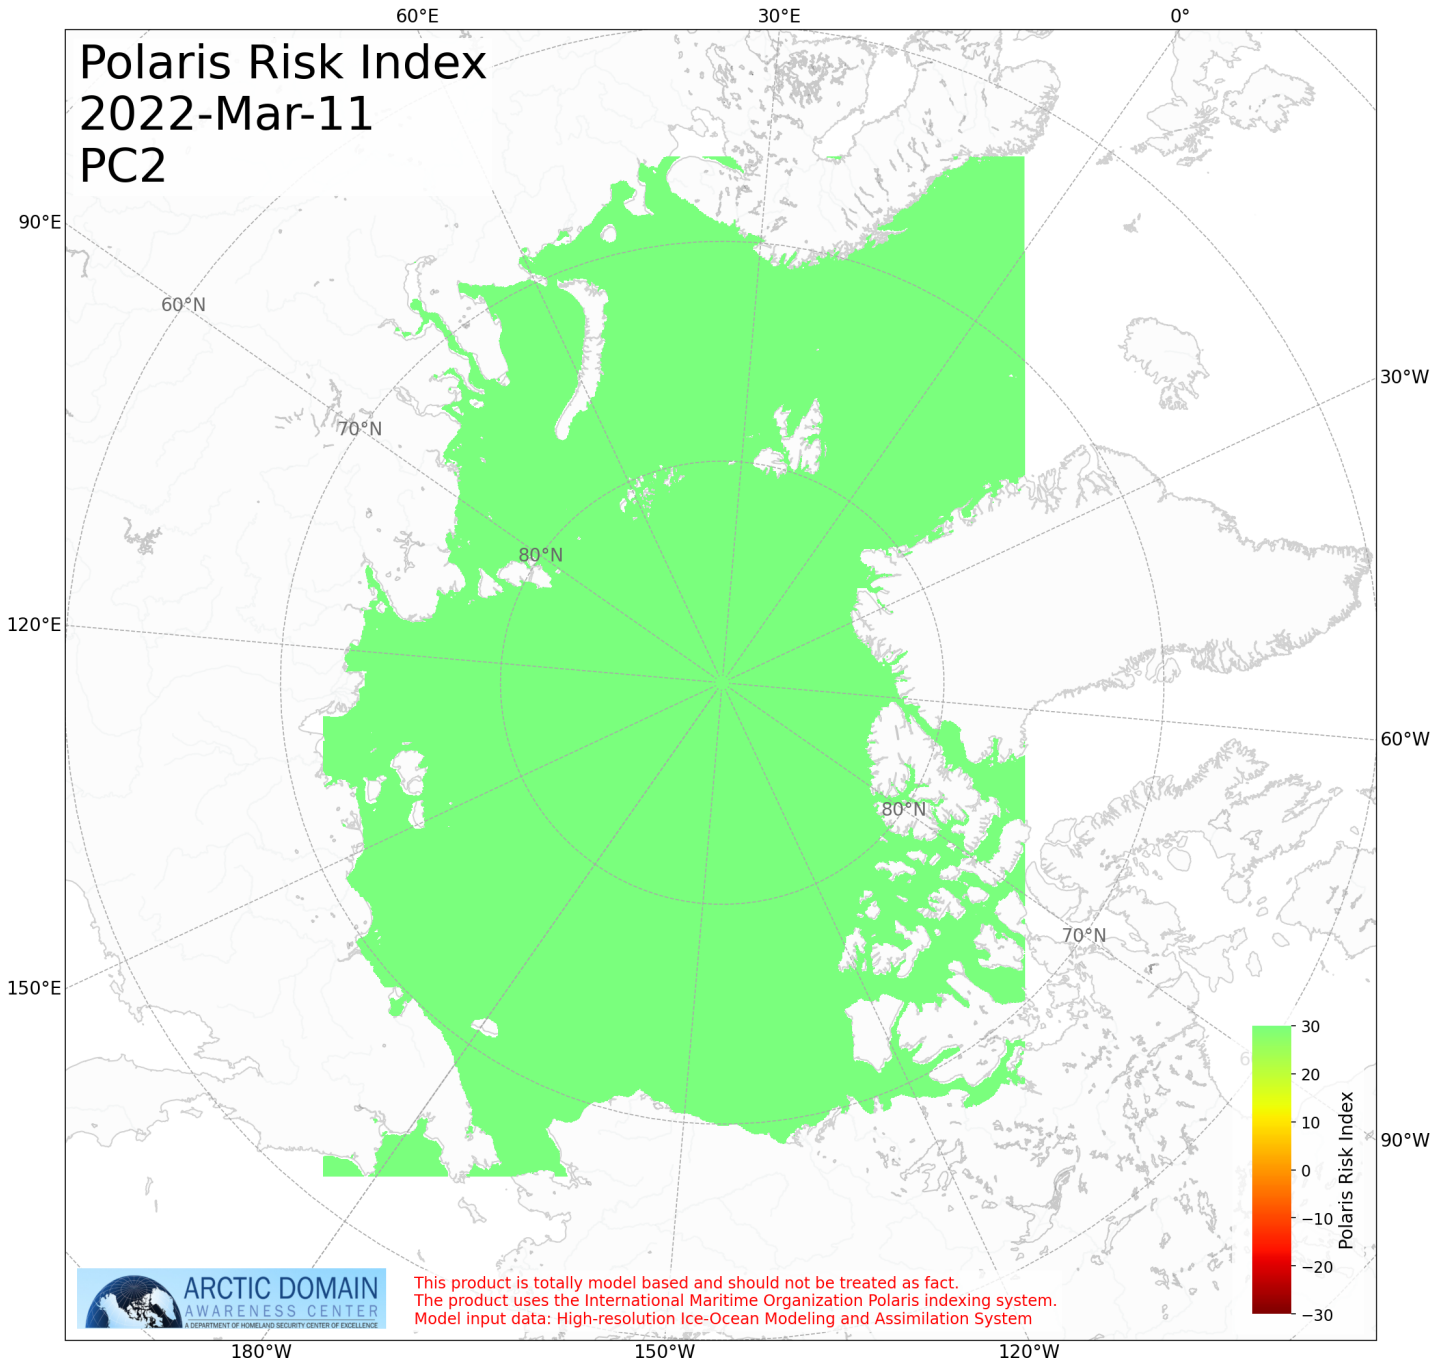 60°E 30°E 0°
Polaris Risk Index
2022-Mar-11
PC2
90°E
60°N
30°W
70°N
80°N
120°E
60°W
80°N
70°N
150°E
30
20
10
0
−10
−20
−30
Polaris Risk Index
90°W
ARCTIC DOMAIN
AWARENESS CENTER
A DEPARTMENT OF HOMELAND SECURITY CENTER OF EXCELLENCE
This product is totally model based and should not be treated as fact.
The product uses the International Maritime Organization Polaris indexing system.
Model input data: High-resolution Ice-Ocean Modeling and Assimilation System
180°W 150°W 120°W